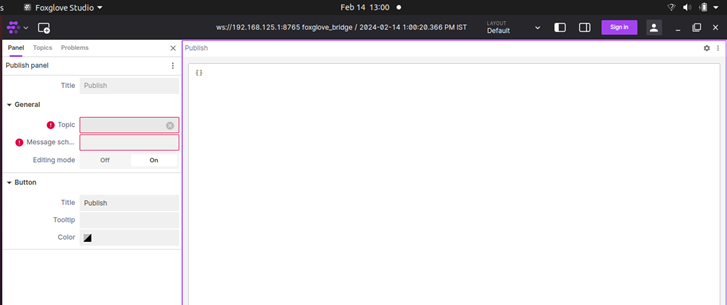 s Foxglove Studio Feb 14 13:00
ws://192.168.125.1:8765 foxglove_bridge / 2024-02-14 1:00:20.366 PM IST LAYOUT Default Sign in
Panel Topics Problems
Publish panel
Title Publish
General
Topic
Message sch...
Editing mode Off On
Button
Title Publish
Tooltip
Color
Publish
{}